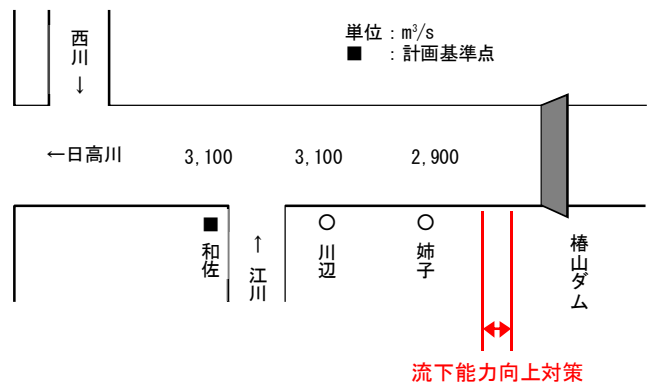 単位:m³/s
■ :計画基準点
西川
↓
←日高川 3,100 3,100 2,900
■ 和佐
↑ 江川
○ 川辺
○ 姉子
椿山ダム
流下能力向上対策